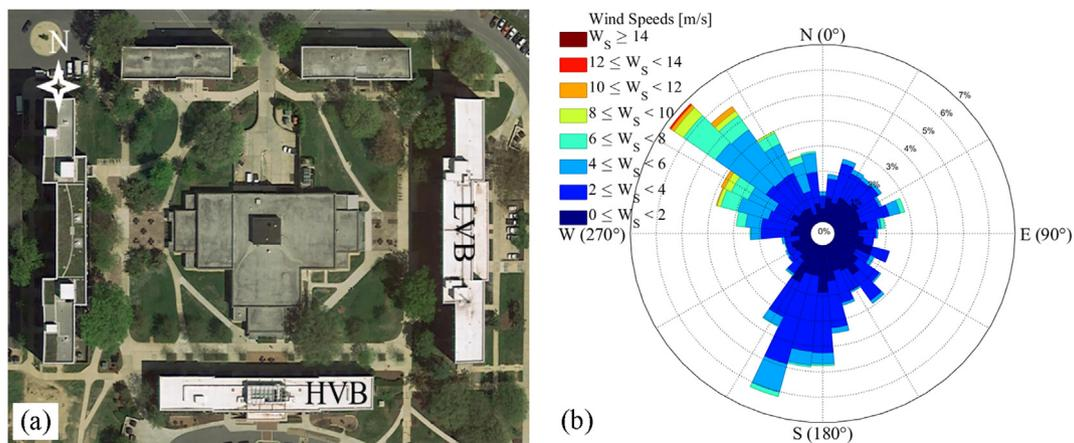 N
LVB
HVB
(a)
Wind Speeds [m/s]
W_S ≥ 14
12 ≤ W_S < 14
10 ≤ W_S < 12
8 ≤ W_S < 10
6 ≤ W_S < 8
4 ≤ W_S < 6
2 ≤ W_S < 4
0 ≤ W_S < 2
N (0°)
7%
6%
5%
4%
3%
0%
W (270°)
E (90°)
S (180°)
(b)